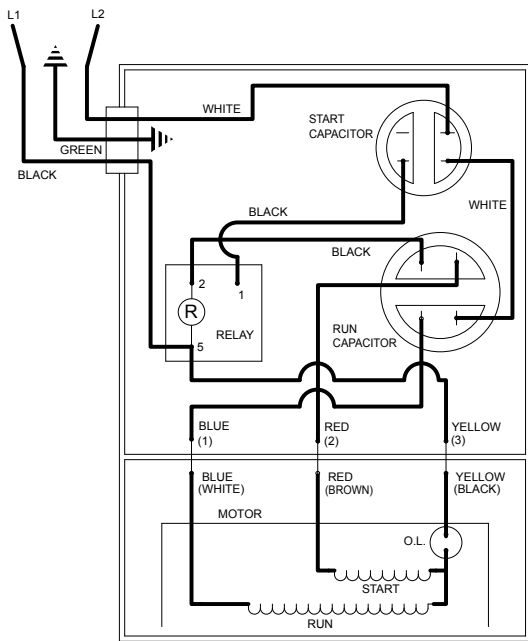 L1
L2
WHITE
START
CAPACITOR
GREEN
BLACK
BLACK
WHITE
BLACK
2
1
R
RELAY
5
RUN
CAPACITOR
BLUE
(1)
RED
(2)
YELLOW
(3)
BLUE
(WHITE)
RED
(BROWN)
YELLOW
(BLACK)
MOTOR
O.L.
START
RUN